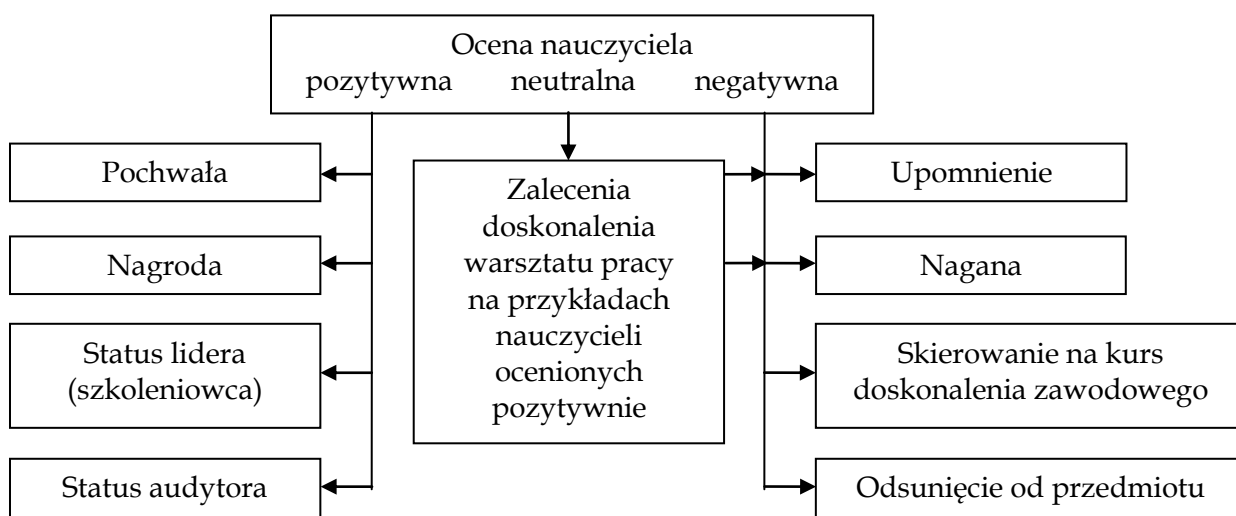 Ocena nauczyciela
pozytywna neutralna negatywna
Pochwała
Nagroda
Status lidera
(szkoleniowca)
Status audytora
Zalecenia
doskonalenia
warsztatu pracy
na przykładach
nauczycieli
ocenionych
pozytywnie
Upomnienie
Nagana
Skierowanie na kurs
doskonalenia zawodowego
Odsunięcie od przedmiotu